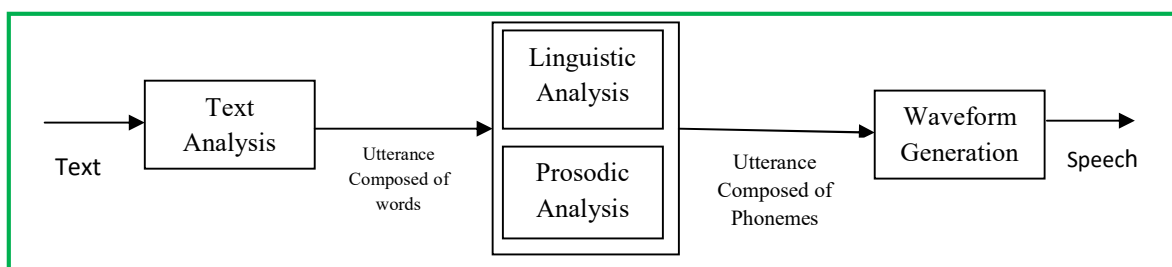 Text
Text
Analysis
Utterance
Composed of
words
Linguistic
Analysis
Prosodic
Analysis
Utterance
Composed of
Phonemes
Waveform
Generation
Speech